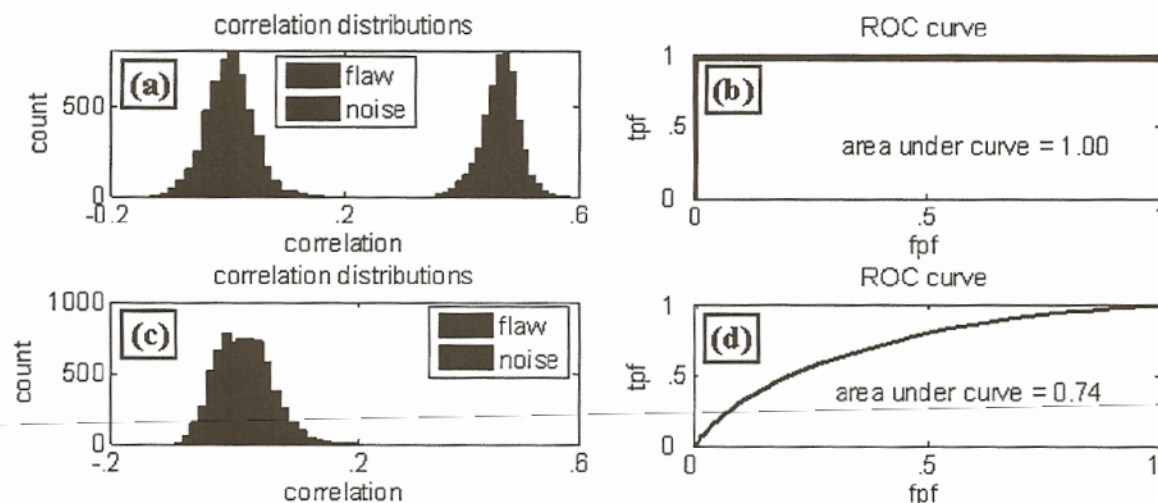 correlation distributions
(a)
flaw
noise
500
0
count
-0.2
.2
.6
correlation
ROC curve
(b)
1
.5
0
tpf
area under curve = 1.00
0
.5
1
fpf
correlation distributions
(c)
flaw
noise
1000
500
0
count
-0.2
.2
.6
correlation
ROC curve
(d)
1
.5
0
tpf
area under curve = 0.74
0
.5
1
fpf